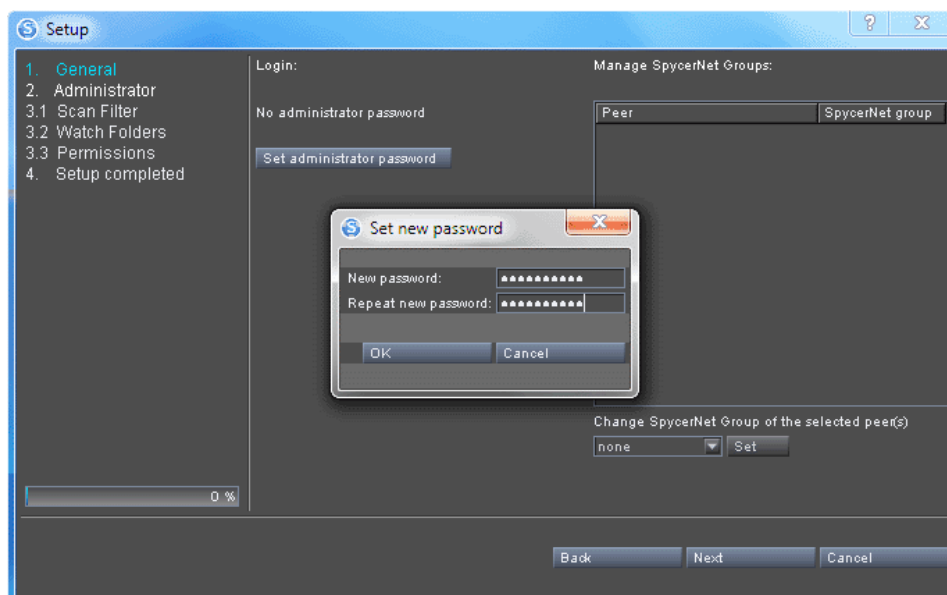 Setup
1. General
2. Administrator
3.1 Scan Filter
3.2 Watch Folders
3.3 Permissions
4. Setup completed
0 %
Login:
No administrator password
Set administrator password
Manage SpycerNet Groups:
Peer SpycerNet group
Set new password
New password: ••••••••••
Repeat new password: ••••••••••
OK Cancel
Change SpycerNet Group of the selected peer(s)
none Set
Back Next Cancel